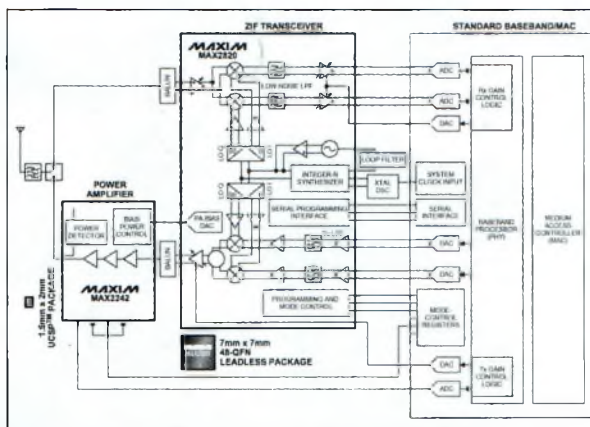 ZIF TRANSCEIVER
STANDARD BASEBAND/MAC
MAXIM
MAX2820
BALUN
LOW NOISE LPF
ADC
ADC
DAC
Rx GAIN
CONTROL
LOGIC
INTEGER-N
SYNTHESIZER
LOOP FILTER
XTAL
OSC
SYSTEM
CLOCK INPUT
SERIAL PROGRAMMING
INTERFACE
SERIAL
INTERFACE
BASEBAND
PROCESSOR
(PHY)
MEDIUM
ACCESS
CONTROLLER
(MAC)
POWER
AMPLIFIER
POWER
DETECTOR
BIAS
POWER
CONTROL
PA BIAS
DAC
BALUN
MAXIM
MAX2242
DAC
DAC
PROGRAMMING AND
MODE CONTROL
MODE-
CONTROL
REGISTERS
1.5mm x 2mm
UCSP™ PACKAGE
7mm x 7mm
48-QFN
LEADLESS PACKAGE
DAC
ADC
Tx GAIN
CONTROL
LOGIC